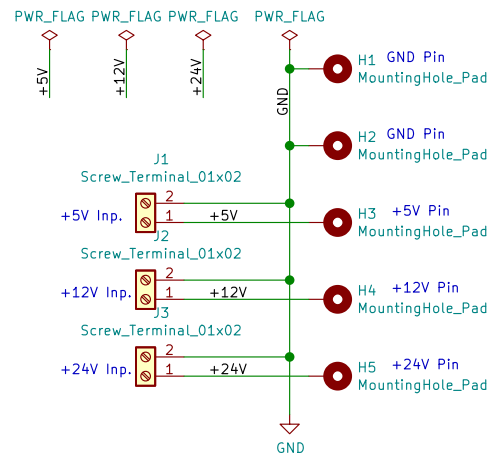 PWR_FLAG PWR_FLAG PWR_FLAG PWR_FLAG
+5V +12V +24V GND
H1 GND Pin
MountingHole_Pad
H2 GND Pin
MountingHole_Pad
J1
Screw_Terminal_01x02
2
+5V Inp. 1 +5V
H3 +5V Pin
MountingHole_Pad
J2
Screw_Terminal_01x02
2
+12V Inp. 1 +12V
H4 +12V Pin
MountingHole_Pad
J3
Screw_Terminal_01x02
2
+24V Inp. 1 +24V
H5 +24V Pin
MountingHole_Pad
GND